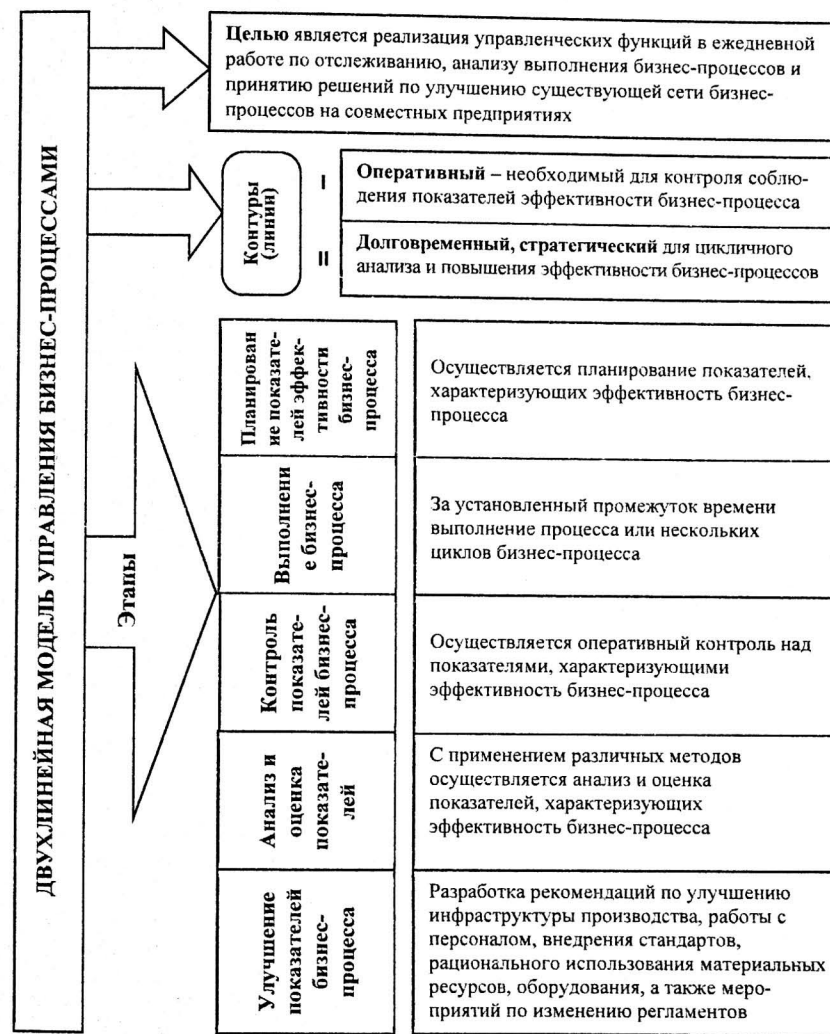 ДВУХЛИНЕЙНАЯ МОДЕЛЬ УПРАВЛЕНИЯ БИЗНЕС-ПРОЦЕССАМИ
Целью является реализация управленческих функций в ежедневной
работе по отслеживанию, анализу выполнения бизнес-процессов и
принятию решений по улучшению существующей сети бизнес-
процессов на совместных предприятиях
Контуры
(линии)
I
Оперативный – необходимый для контроля соблю-
дения показателей эффективности бизнес-процесса
II
Долговременный, стратегический для цикличного
анализа и повышения эффективности бизнес-процессов
Этапы
Планирован
ие показате-
лей эффек-
тивности
бизнес-
процесса
Осуществляется планирование показателей,
характеризующих эффективность бизнес-
процесса
Выполнени
е бизнес-
процесса
За установленный промежуток времени
выполнение процесса или нескольких
циклов бизнес-процесса
Контроль
показате-
лей бизнес-
процесса
Осуществляется оперативный контроль над
показателями, характеризующими
эффективность бизнес-процесса
Анализ и
оценка
показате-
лей
С применением различных методов
осуществляется анализ и оценка
показателей, характеризующих
эффективность бизнес-процесса
Улучшение
показателей
бизнес-
процесса
Разработка рекомендаций по улучшению
инфраструктуры производства, работы с
персоналом, внедрения стандартов,
рационального использования материальных
ресурсов, оборудования, а также меро-
приятий по изменению регламентов